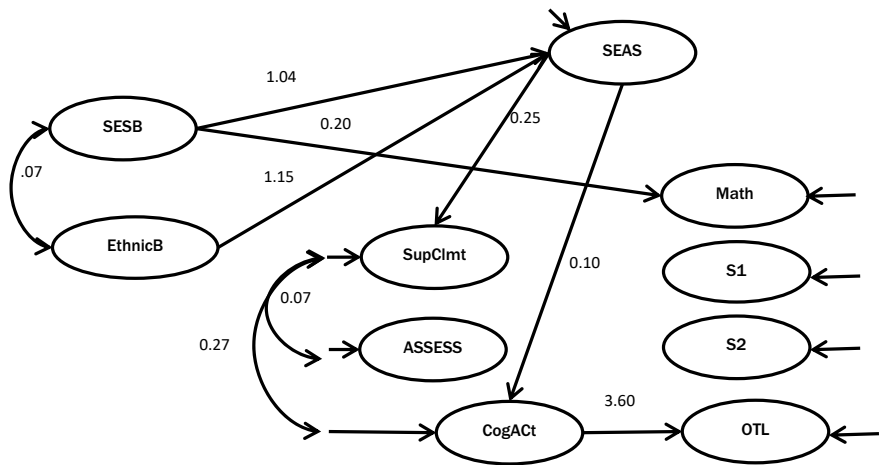 SEAS
1.04
SESB
0.20
0.25
.07
1.15
Math
EthnicB
SupClmt
0.10
S1
0.07
0.27
ASSESS
S2
3.60
CogACt
OTL